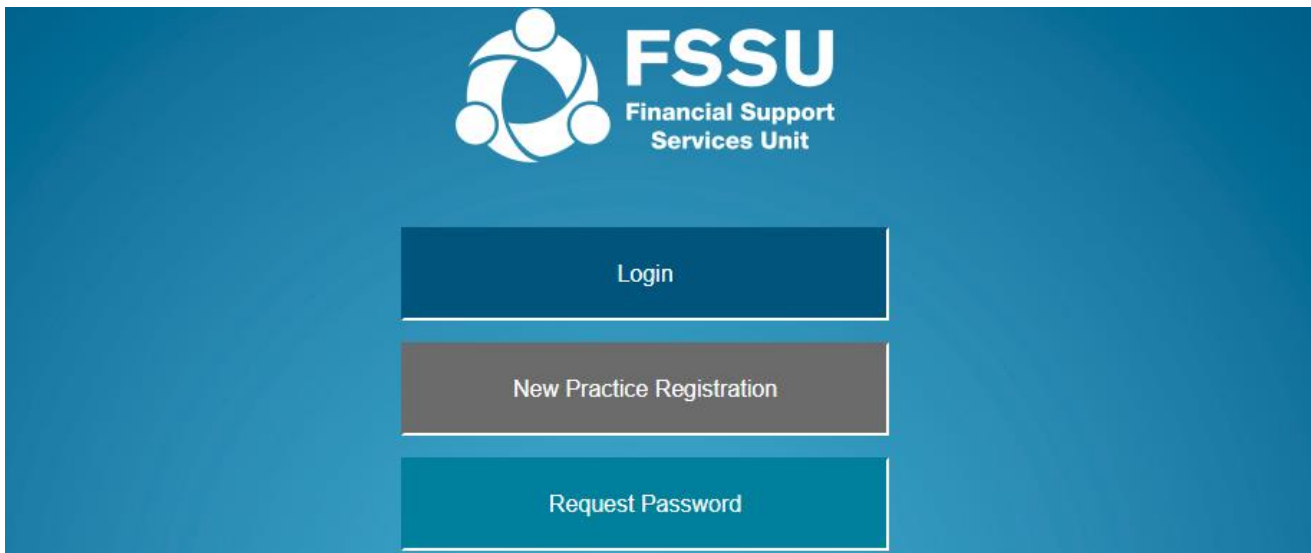 FSSU
Financial Support
Services Unit
Login
New Practice Registration
Request Password